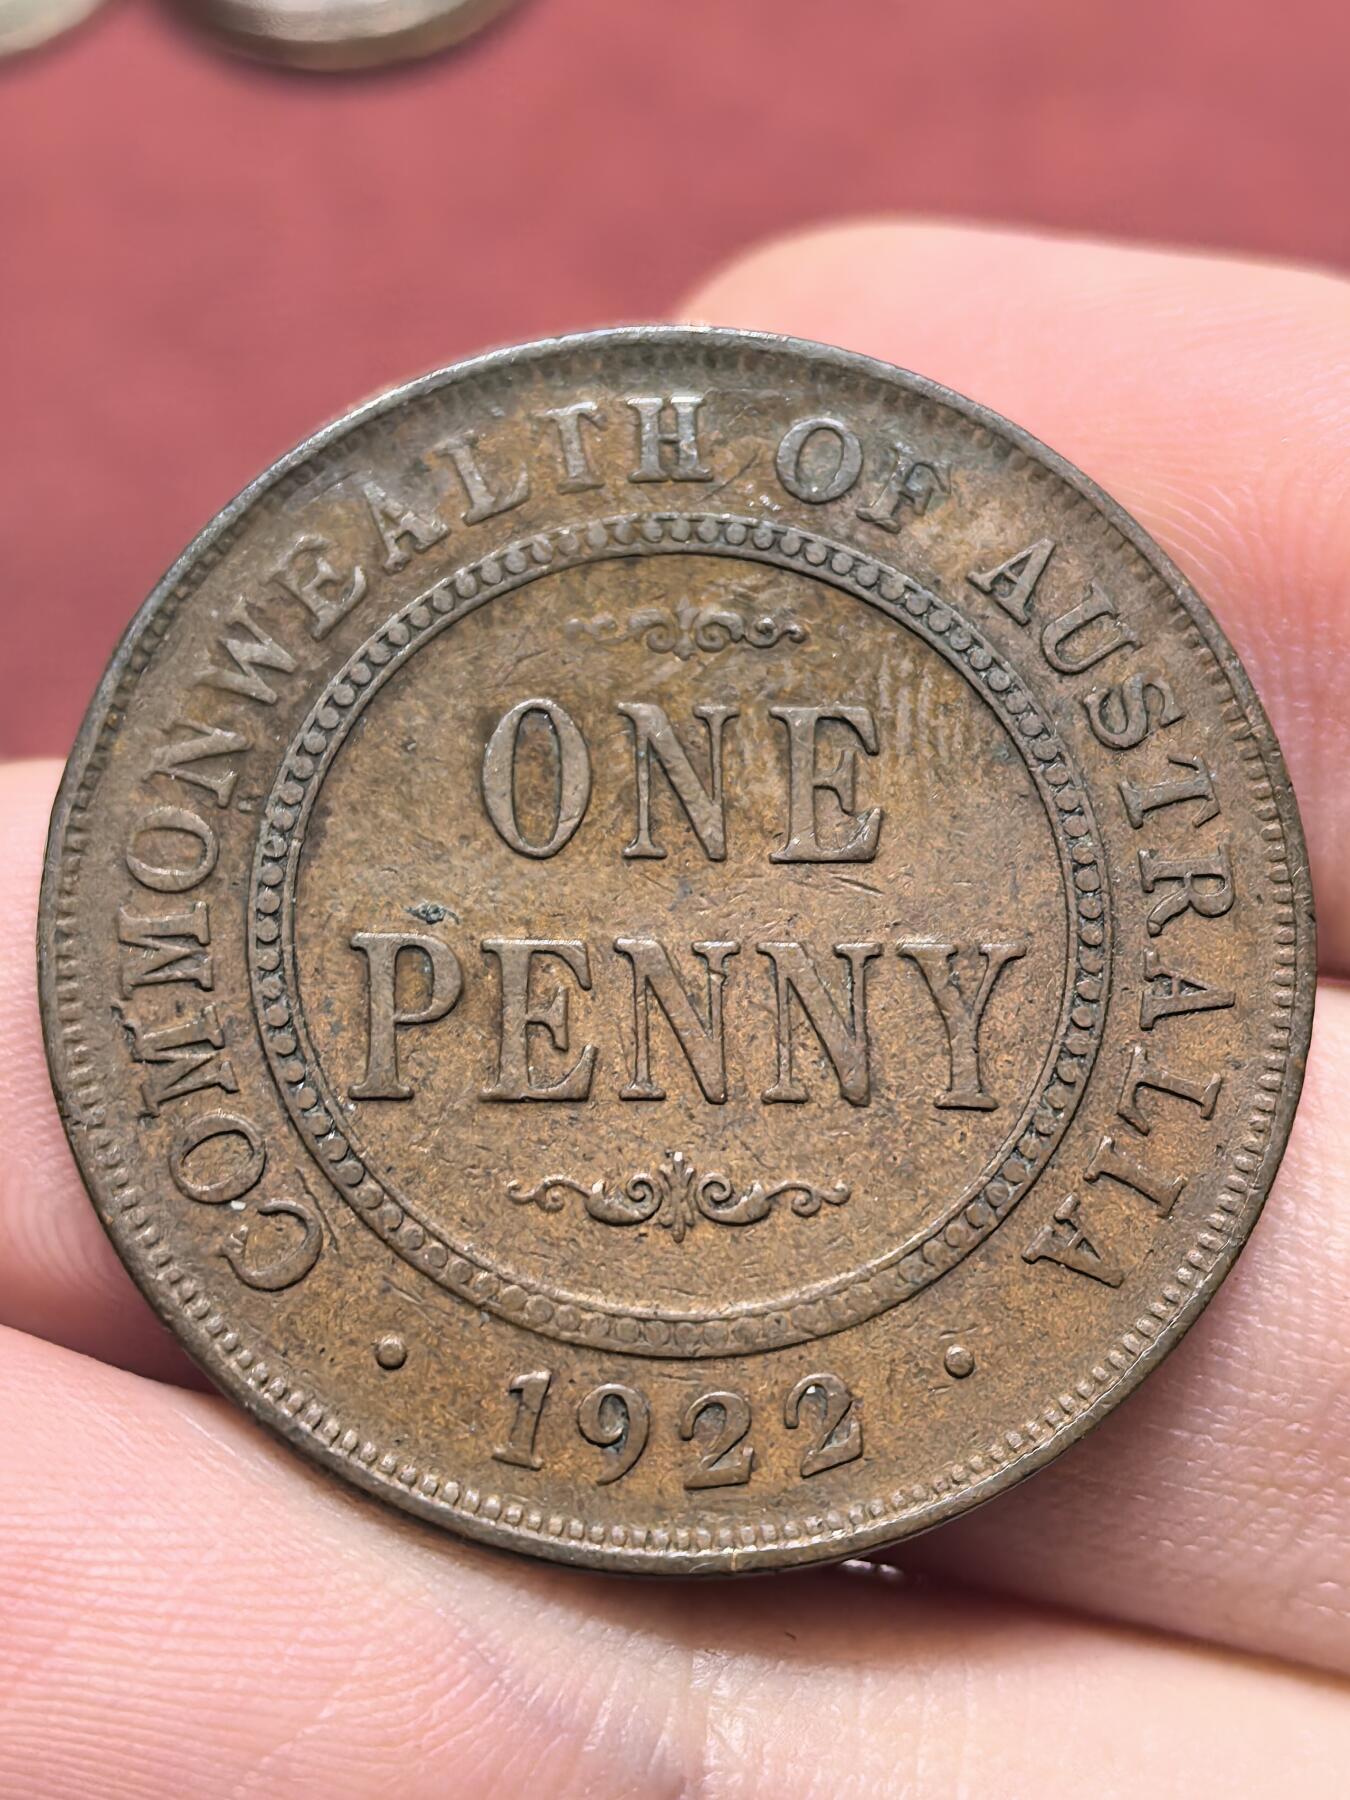 COMMONWEALTH OF AUSTRALIA
ONE
PENNY
1922